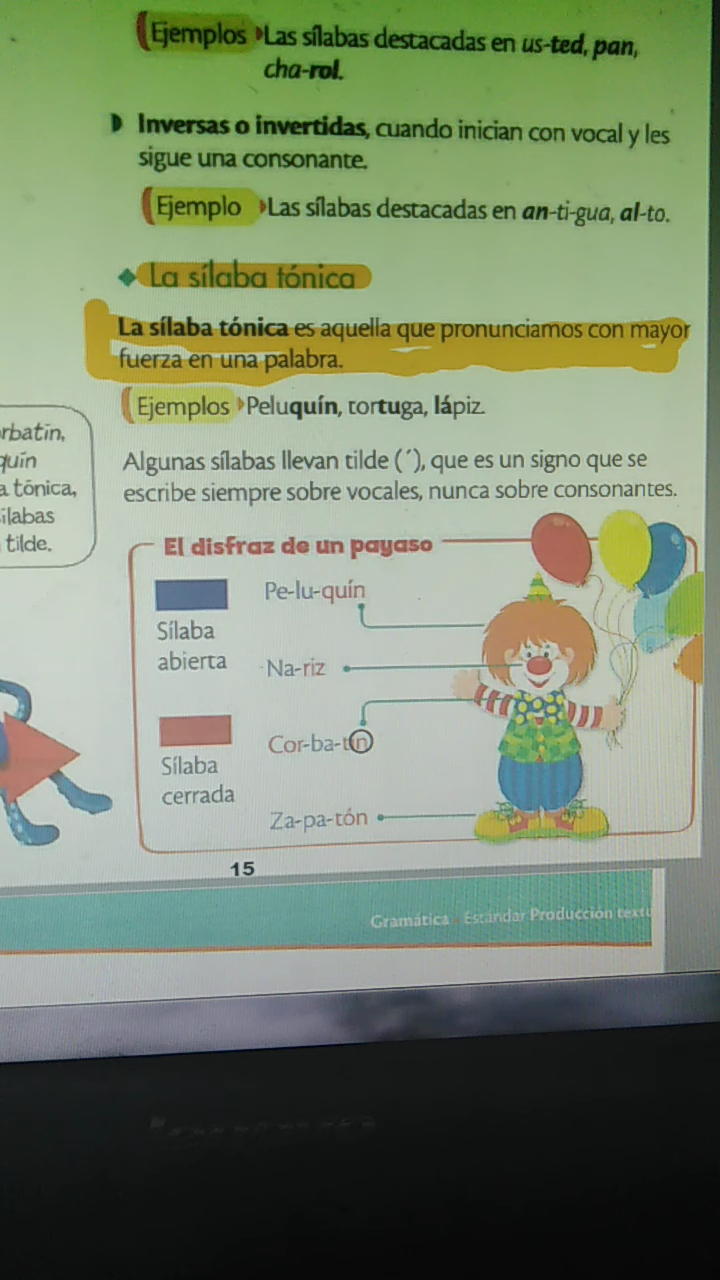 Ejemplos Las sílabas destacadas en us-ted, pan,
cha-rol.
Inversas o invertidas, cuando inician con vocal y les
sigue una consonante.
Ejemplo Las sílabas destacadas en an-ti-gua, al-to.
La sílaba tónica
La sílaba tónica es aquella que pronunciamos con mayor
fuerza en una palabra.
Ejemplos Peluquín, tortuga, lápiz.
rbatín,
quín
a tónica,
ílabas
tilde.
Algunas sílabas llevan tilde (´), que es un signo que se
escribe siempre sobre vocales, nunca sobre consonantes.
El disfraz de un payaso
Sílaba
abierta
Sílaba
cerrada
Pe-lu-quín
Na-riz
Cor-ba-tín
Za-pa-tón
15
Gramática - Estándar Producción textu